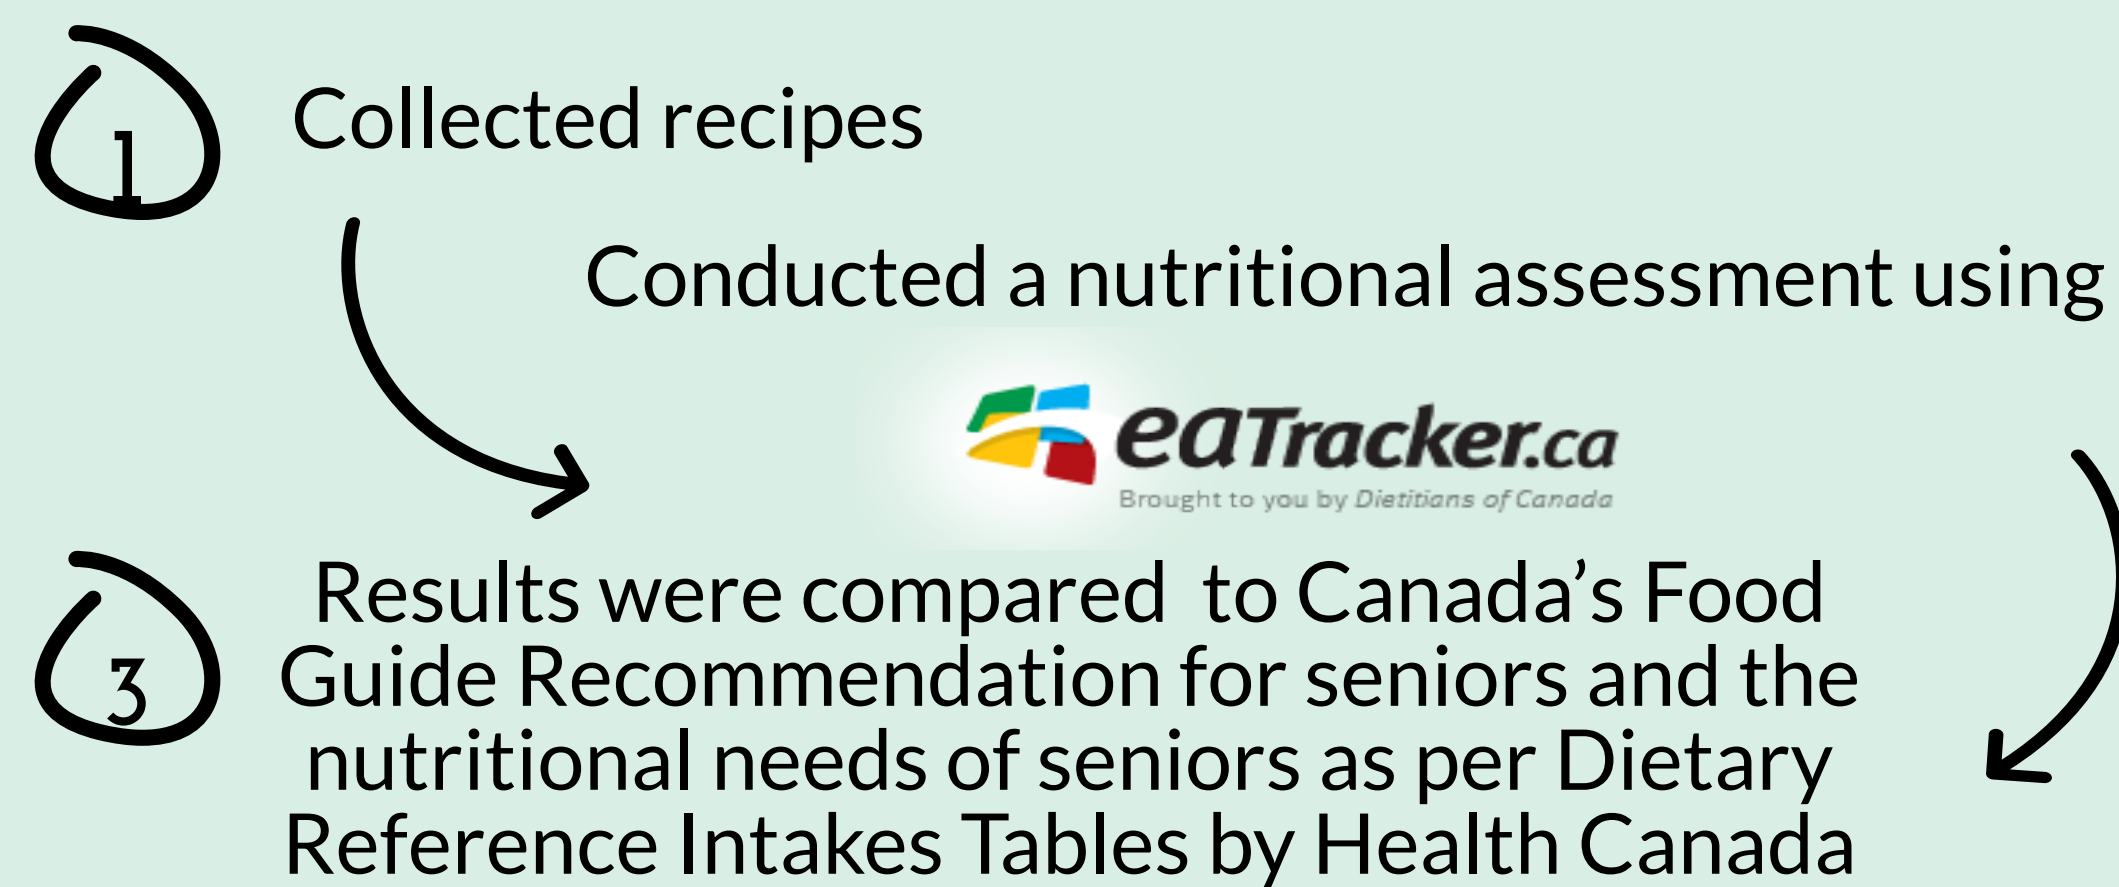 1
Collected recipes
Conducted a nutritional assessment using
eaTracker.ca
Brought to you by Dietitians of Canada
3
Results were compared to Canada’s Food
Guide Recommendation for seniors and the
nutritional needs of seniors as per Dietary
Reference Intakes Tables by Health Canada